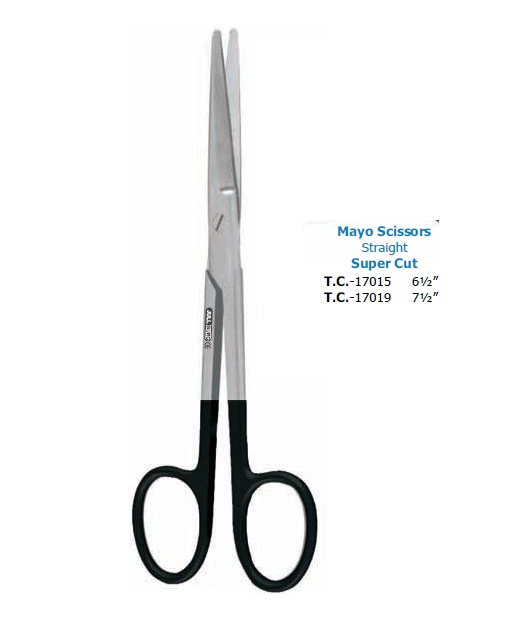 Mayo Scissors
Straight
Super Cut
T.C.-17015 6½”
T.C.-17019 7½”